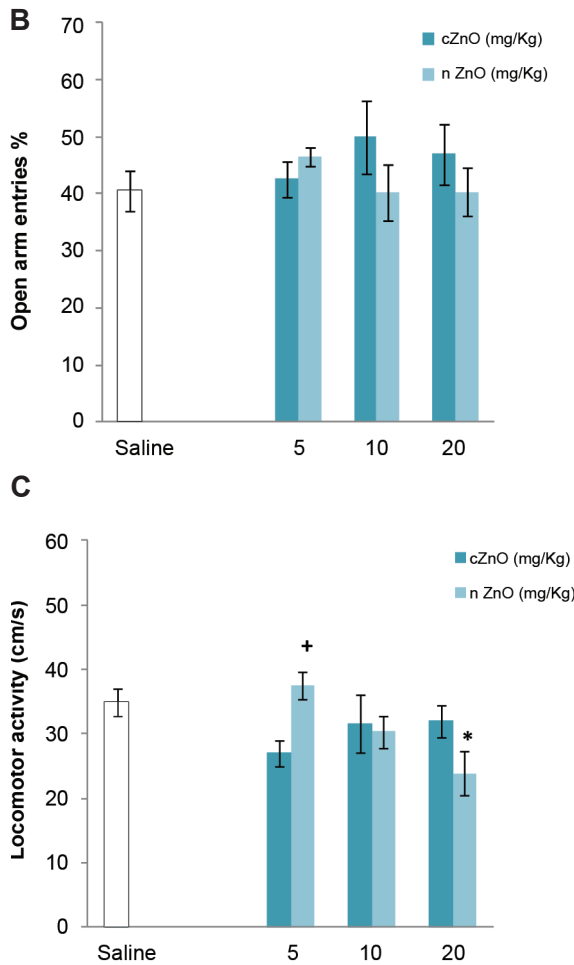 B
70
60
50
40
30
20
10
0
Open arm entries %
cZnO (mg/Kg)
n ZnO (mg/Kg)
Saline 5 10 20
C
60
50
40
30
20
10
0
Locomotor activity (cm/s)
cZnO (mg/Kg)
n ZnO (mg/Kg)
+
*
Saline 5 10 20